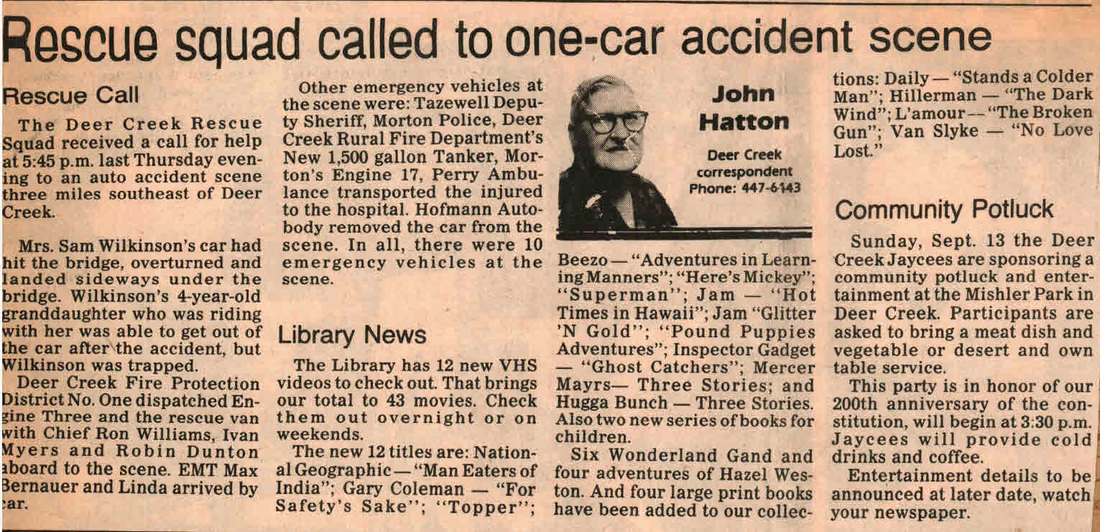 Rescue squad called to one-car accident scene
Rescue Call
The Deer Creek Rescue
Squad received a call for help
at 5:45 p.m. last Thursday even-
ing to an auto accident scene
three miles southeast of Deer
Creek.
Mrs. Sam Wilkinson's car had
hit the bridge, overturned and
landed sideways under the
bridge. Wilkinson's 4-year-old
granddaughter who was riding
with her was able to get out of
the car after the accident, but
Wilkinson was trapped.
Deer Creek Fire Protection
District No. One dispatched En-
gine Three and the rescue van
with Chief Ron Williams, Ivan
Myers and Robin Dunton
aboard to the scene. EMT Max
Bernauer and Linda arrived by
car.
Other emergency vehicles at
the scene were: Tazewell Depu-
ty Sheriff, Morton Police, Deer
Creek Rural Fire Department's
New 1,500 gallon Tanker, Mor-
ton's Engine 17, Perry Ambu-
lance transported the injured
to the hospital. Hofmann Auto-
body removed the car from the
scene. In all, there were 10
emergency vehicles at the
scene.
Library News
The Library has 12 new VHS
videos to check out. That brings
our total to 43 movies. Check
them out overnight or on
weekends.
The new 12 titles are: Nation-
al Geographic — "Man Eaters of
India"; Gary Coleman — "For
Safety's Sake"; "Topper";
John
Hatton
Deer Creek
correspondent
Phone: 447-6143
Beezo — "Adventures in Learn-
ing Manners"; "Here's Mickey";
"Superman"; Jam — "Hot
Times in Hawaii"; Jam "Glitter
'N Gold"; "Pound Puppies
Adventures"; Inspector Gadget
— "Ghost Catchers"; Mercer
Mayrs— Three Stories; and
Hugga Bunch — Three Stories.
Also two new series of books for
children.
Six Wonderland Gand and
four adventures of Hazel Wes-
ton. And four large print books
have been added to our collec-
tions: Daily — "Stands a Colder
Man"; Hillerman — "The Dark
Wind"; L'amour— "The Broken
Gun"; Van Slyke — "No Love
Lost."
Community Potluck
Sunday, Sept. 13 the Deer
Creek Jaycees are sponsoring a
community potluck and enter-
tainment at the Mishler Park in
Deer Creek. Participants are
asked to bring a meat dish and
vegetable or desert and own
table service.
This party is in honor of our
200th anniversary of the con-
stitution, will begin at 3:30 p.m.
Jaycees will provide cold
drinks and coffee.
Entertainment details to be
announced at later date, watch
your newspaper.